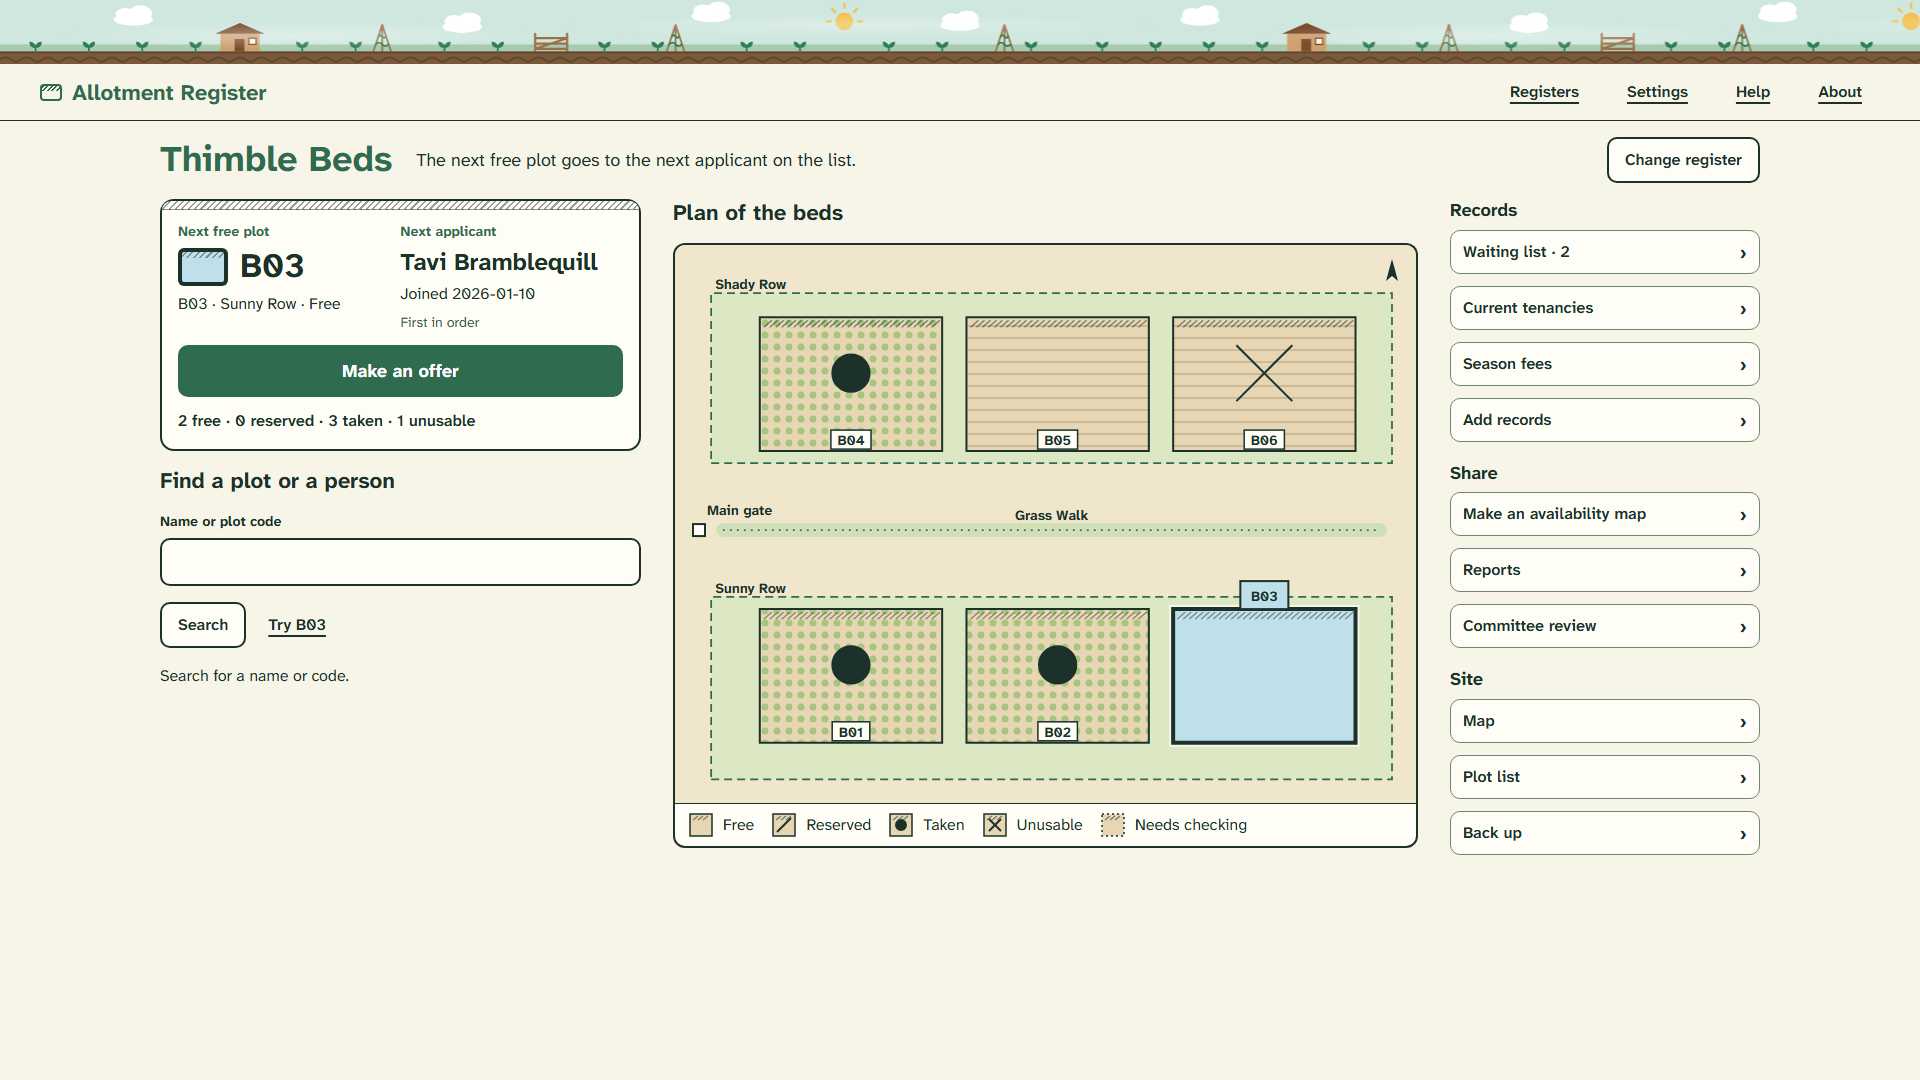 Allotment Register
Registers
Settings
Help
About
Thimble Beds
The next free plot goes to the next applicant on the list.
Change register
Next free plot
B03
B03 · Sunny Row · Free
Next applicant
Tavi Bramblequill
Joined 2026-01-10
First in order
Make an offer
2 free · 0 reserved · 3 taken · 1 unusable
Find a plot or a person
Name or plot code
Search
Try B03
Search for a name or code.
Plan of the beds
Shady Row
B04
B05
B06
Main gate
Grass Walk
Sunny Row
B03
B01
B02
Free
Reserved
Taken
Unusable
Needs checking
Records
Waiting list · 2
Current tenancies
Season fees
Add records
Share
Make an availability map
Reports
Committee review
Site
Map
Plot list
Back up